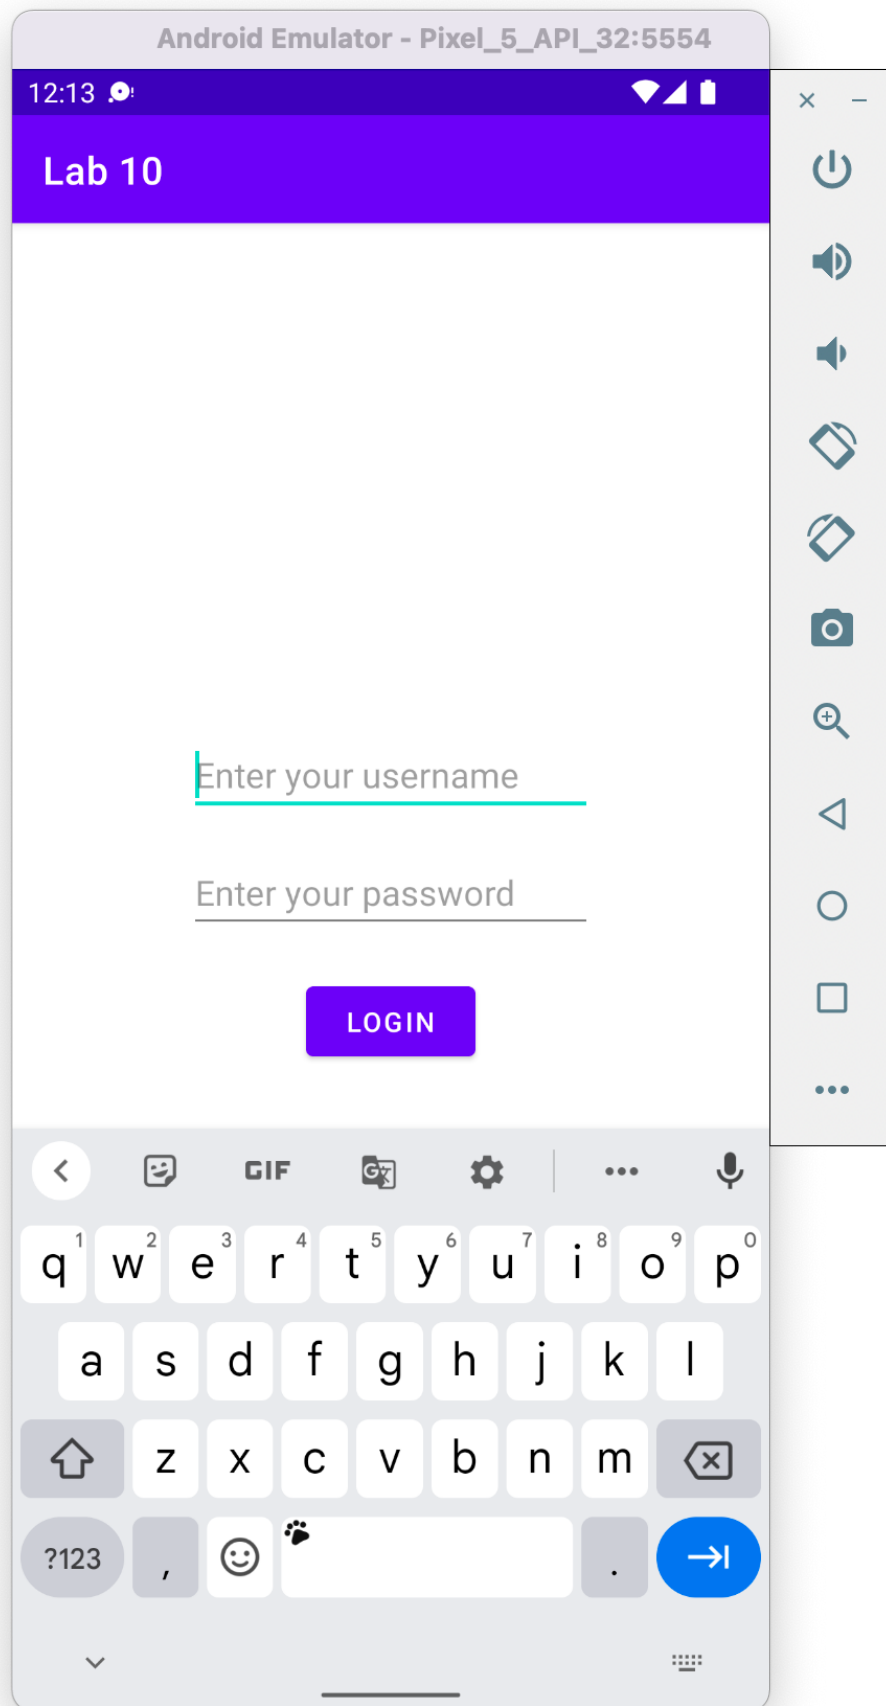 Android Emulator - Pixel_5_API_32:5554
12:13
Lab 10
Enter your username
Enter your password
LOGIN
GIF
q1 w2 e3 r4 t5 y6 u7 i8 o9 p0
a s d f g h j k l
z x c v b n m
?123 , .